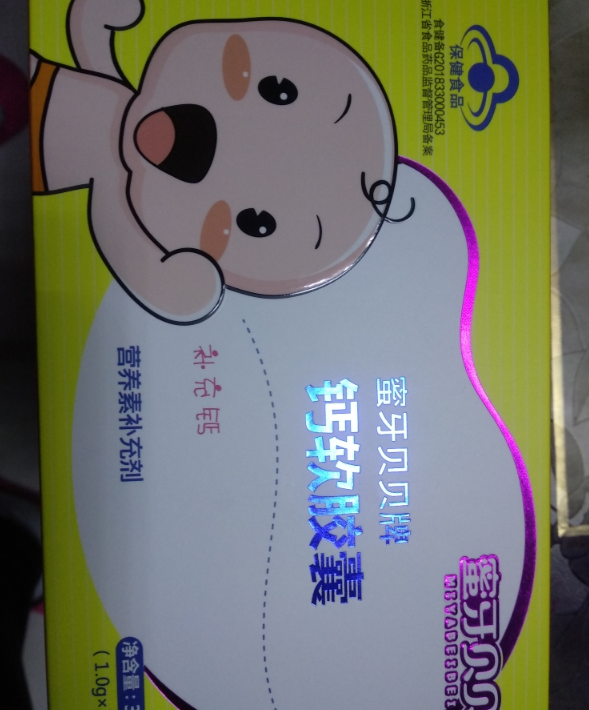 保健食品
食健备G201833000453
浙江省食品药品监督管理局备案
蜜牙贝贝
MIYABEIBEI
蜜牙贝贝牌
钙软胶囊
补充钙
营养素补充剂
净含量：3
（1.0g×